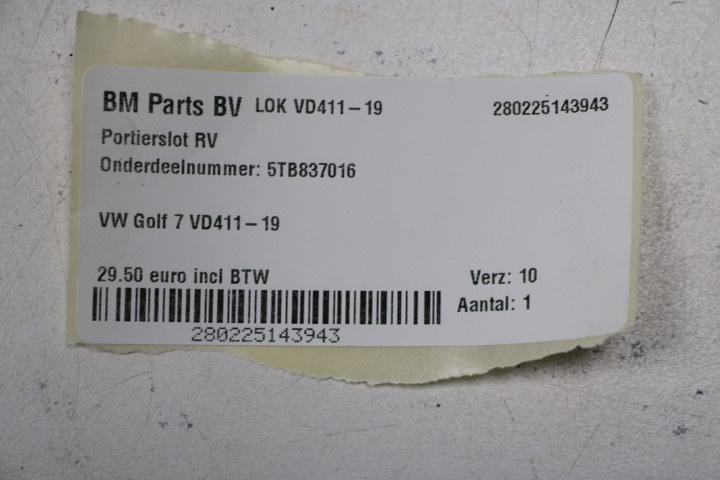 BM Parts BV LOK VD411-19 280225143943
Portierslot RV
Onderdeelnummer: 5TB837016
VW Golf 7 VD411-19
29.50 euro incl BTW Verz: 10
Aantal: 1
280225143943